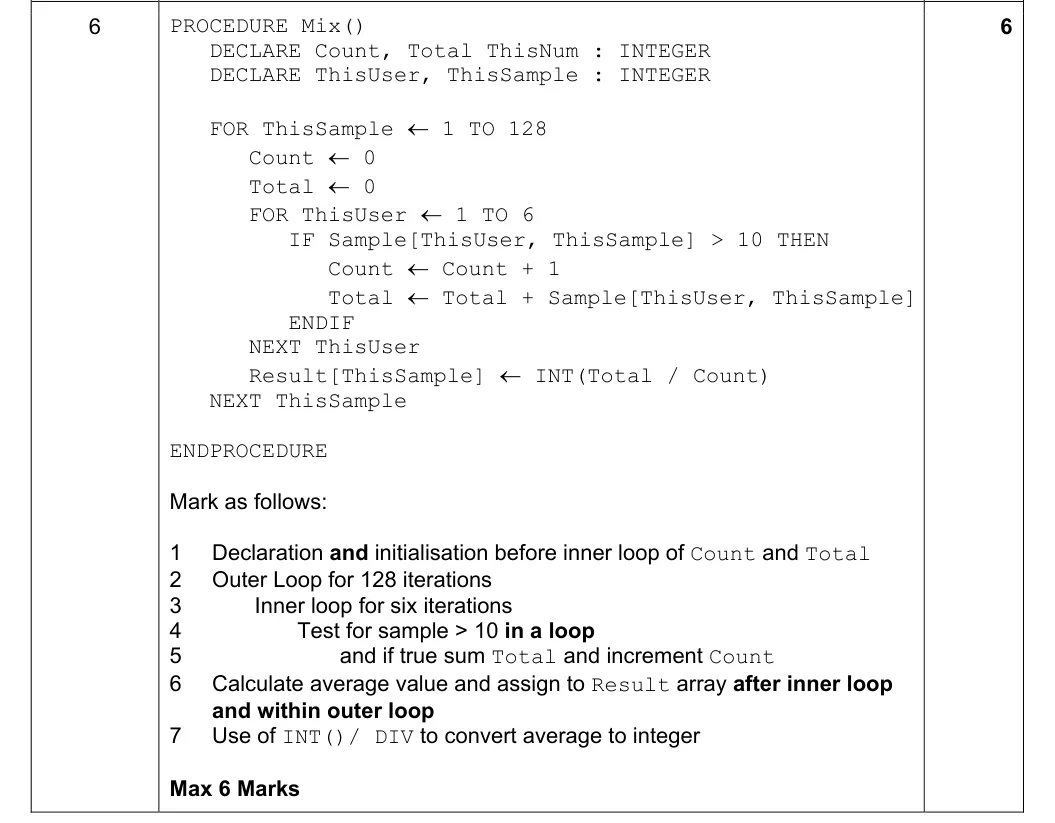 6
PROCEDURE Mix()
DECLARE Count, Total ThisNum : INTEGER
DECLARE ThisUser, ThisSample : INTEGER
FOR ThisSample ← 1 TO 128
Count ← 0
Total ← 0
FOR ThisUser ← 1 TO 6
IF Sample[ThisUser, ThisSample] > 10 THEN
Count ← Count + 1
Total ← Total + Sample[ThisUser, ThisSample]
ENDIF
NEXT ThisUser
Result[ThisSample] ← INT(Total / Count)
NEXT ThisSample
ENDPROCEDURE
Mark as follows:
1 Declaration and initialisation before inner loop of Count and Total
2 Outer Loop for 128 iterations
3 Inner loop for six iterations
4 Test for sample > 10 in a loop
5 and if true sum Total and increment Count
6 Calculate average value and assign to Result array after inner loop
and within outer loop
7 Use of INT()/ DIV to convert average to integer
Max 6 Marks
6